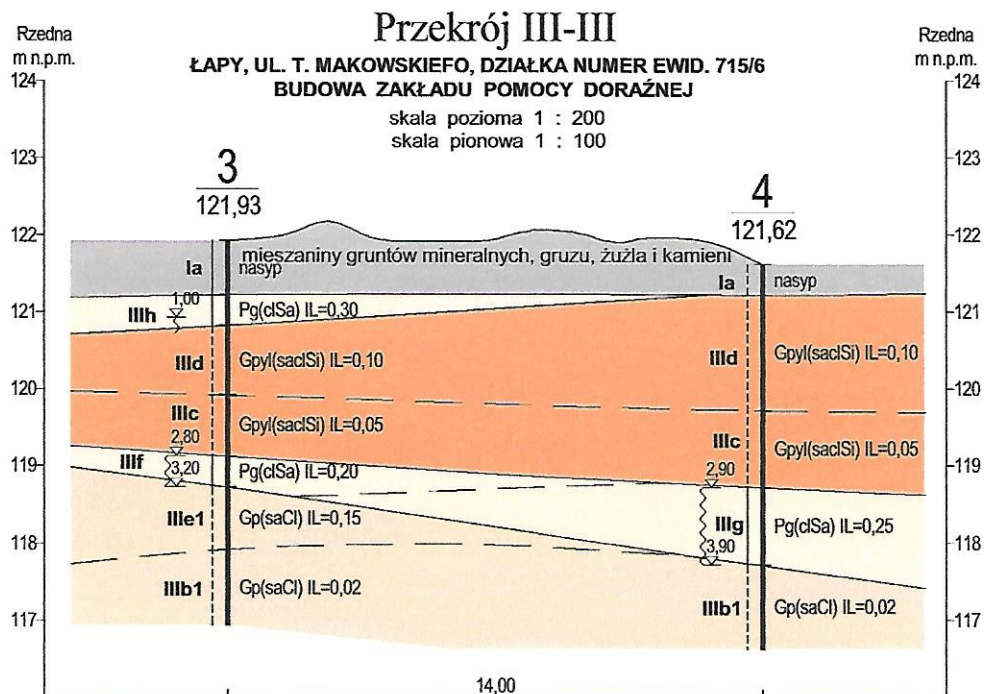 Przekrój III-III
Rzedna
m n.p.m.
Rzedna
m n.p.m.
ŁAPY, UL. T. MAKOWSKIEFO, DZIAŁKA NUMER EWID. 715/6
BUDOWA ZAKŁADU POMOCY DORAŹNEJ
skala pozioma 1 : 200
skala pionowa 1 : 100
124
124
123
123
3
121,93
4
121,62
122
122
mieszaniny gruntów mineralnych, gruzu, żużla i kamieni
Ia
nasyp
Ia
nasyp
121
121
IIIh
1,00
Pg(clSa) IL=0,30
IIId
Gpyl(saclSi) IL=0,10
IIId
Gpyl(saclSi) IL=0,10
120
120
IIIc
Gpyl(saclSi) IL=0,05
IIIc
Gpyl(saclSi) IL=0,05
2,80
2,90
119
119
IIIf
3,20
Pg(clSa) IL=0,20
IIIe1
Gp(saCl) IL=0,15
IIIg
Pg(clSa) IL=0,25
3,90
118
118
IIIb1
Gp(saCl) IL=0,02
IIIb1
Gp(saCl) IL=0,02
117
117
14,00